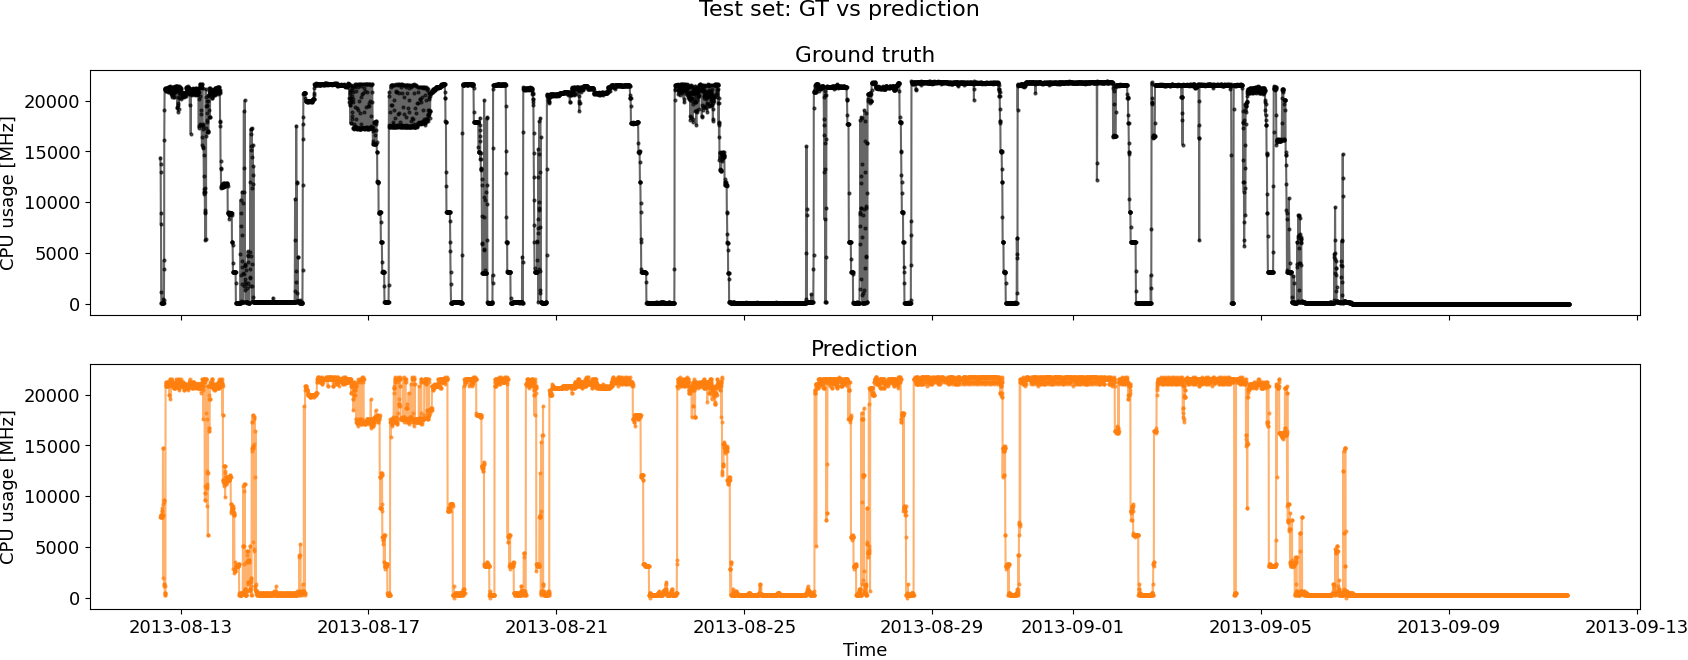 Test set: GT vs prediction
Ground truth
CPU usage [MHz]
20000
15000
10000
5000
0
Prediction
CPU usage [MHz]
20000
15000
10000
5000
0
2013-08-13 2013-08-17 2013-08-21 2013-08-25 2013-08-29 2013-09-01 2013-09-05 2013-09-09 2013-09-13
Time